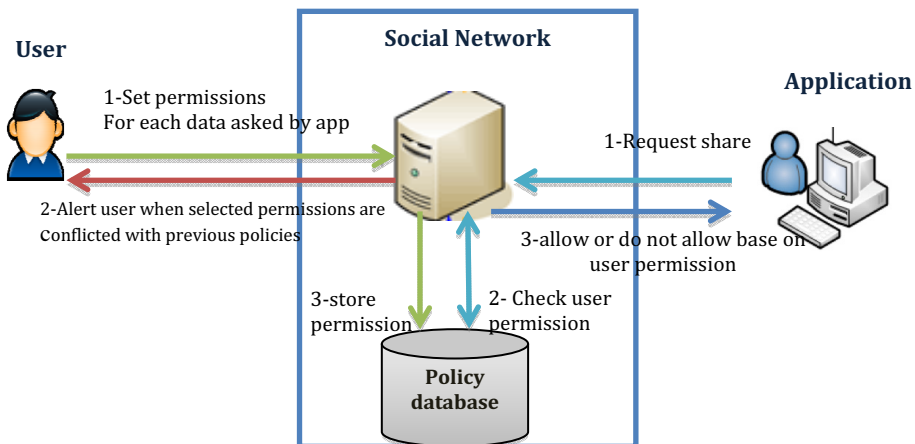 Social Network
User
Application
1-Set permissions
For each data asked by app
1-Request share
2-Alert user when selected permissions are
Conflicted with previous policies
3-allow or do not allow base on
user permission
3-store
permission
2- Check user
permission
Policy
database